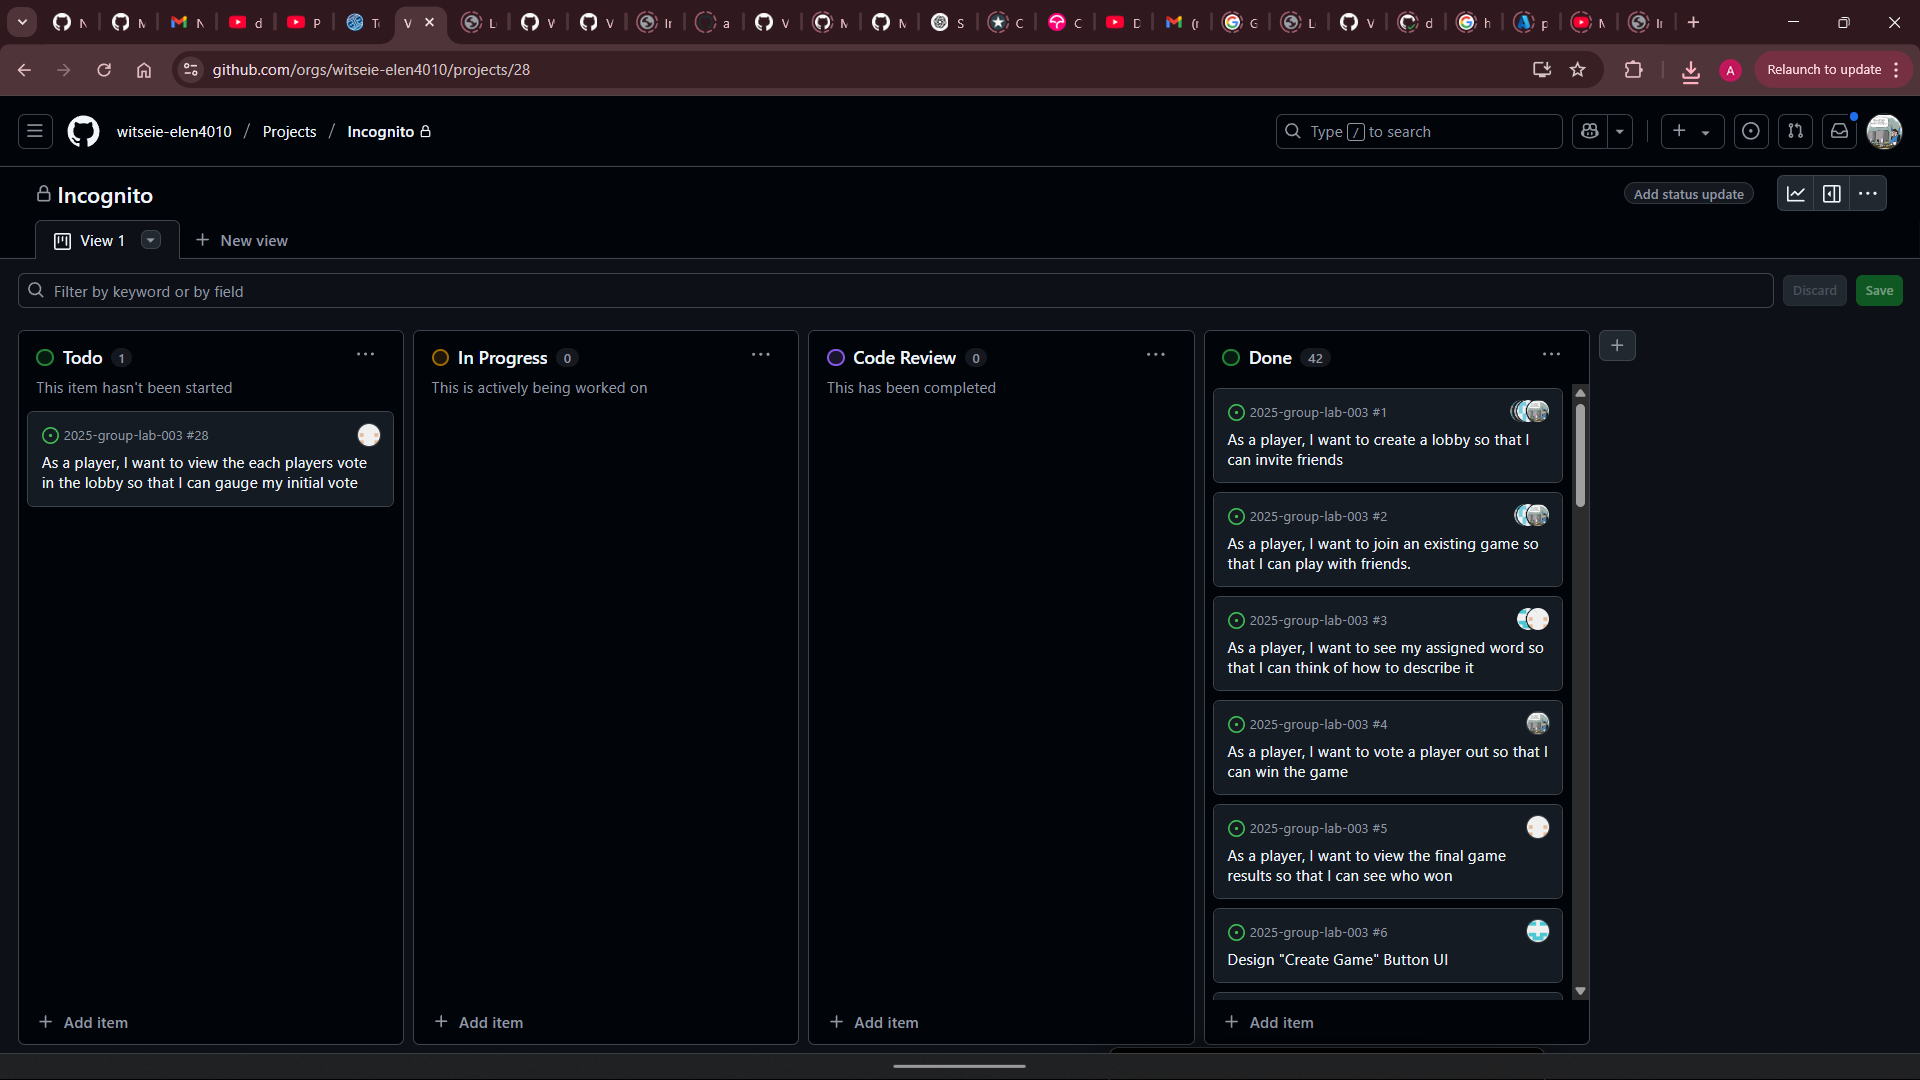 github.com/orgs/witseie-elen4010/projects/28
Relaunch to update
A
witseie-elen4010 / Projects / Incognito
Type / to search
Incognito
Add status update
View 1
New view
Filter by keyword or by field
Discard
Save
Todo 1
This item hasn't been started
2025-group-lab-003 #28
As a player, I want to view the each players vote
in the lobby so that I can gauge my initial vote
Add item
In Progress 0
This is actively being worked on
Add item
Code Review 0
This has been completed
Add item
Done 42
2025-group-lab-003 #1
As a player, I want to create a lobby so that I
can invite friends
2025-group-lab-003 #2
As a player, I want to join an existing game so
that I can play with friends.
2025-group-lab-003 #3
As a player, I want to see my assigned word so
that I can think of how to describe it
2025-group-lab-003 #4
As a player, I want to vote a player out so that I
can win the game
2025-group-lab-003 #5
As a player, I want to view the final game
results so that I can see who won
2025-group-lab-003 #6
Design "Create Game" Button UI
Add item